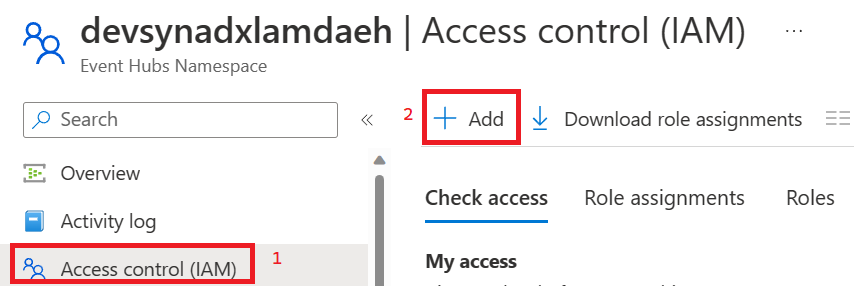 devsynadxlamdaeh | Access control (IAM) ...
Event Hubs Namespace
Search «
2 + Add Download role assignments
Overview
Activity log
Check access Role assignments Roles
Access control (IAM) 1
My access